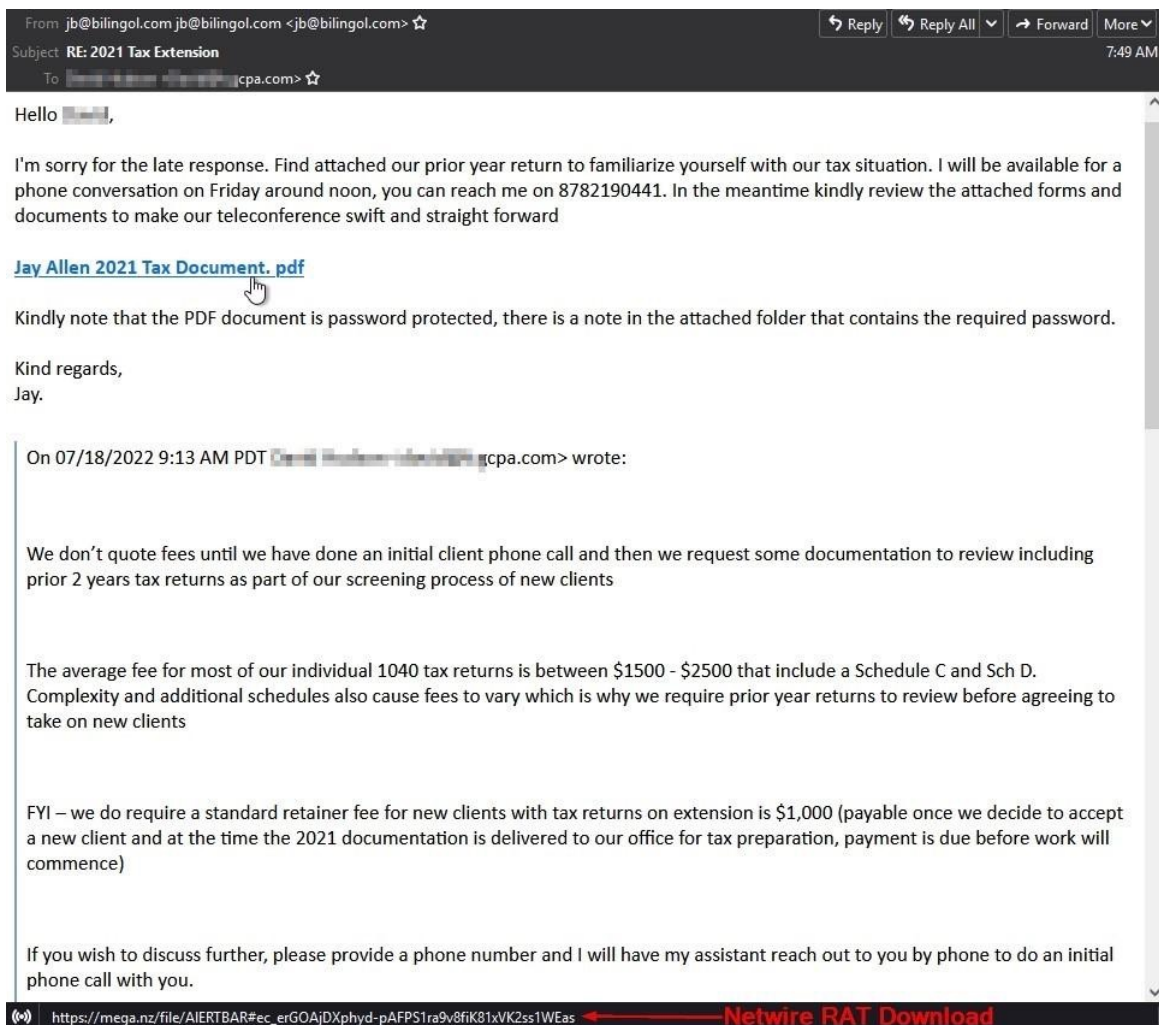 From jb@bilingol.com jb@bilingol.com <jb@bilingol.com>
Reply Reply All Forward More
Subject RE: 2021 Tax Extension
7:49 AM
To cpa.com>
Hello ,
I'm sorry for the late response. Find attached our prior year return to familiarize yourself with our tax situation. I will be available for a
phone conversation on Friday around noon, you can reach me on 8782190441. In the meantime kindly review the attached forms and
documents to make our teleconference swift and straight forward
Jay Allen 2021 Tax Document. pdf
Kindly note that the PDF document is password protected, there is a note in the attached folder that contains the required password.
Kind regards,
Jay.
On 07/18/2022 9:13 AM PDT gcpa.com> wrote:
We don’t quote fees until we have done an initial client phone call and then we request some documentation to review including
prior 2 years tax returns as part of our screening process of new clients
The average fee for most of our individual 1040 tax returns is between $1500 - $2500 that include a Schedule C and Sch D.
Complexity and additional schedules also cause fees to vary which is why we require prior year returns to review before agreeing to
take on new clients
FYI – we do require a standard retainer fee for new clients with tax returns on extension is $1,000 (payable once we decide to accept
a new client and at the time the 2021 documentation is delivered to our office for tax preparation, payment is due before work will
commence)
If you wish to discuss further, please provide a phone number and I will have my assistant reach out to you by phone to do an initial
phone call with you.
https://mega.nz/file/AIERTBAR#ec_erGOAjDXphyd-pAFPS1ra9v8fiK81xVK2ss1WEas
Netwire RAT Download